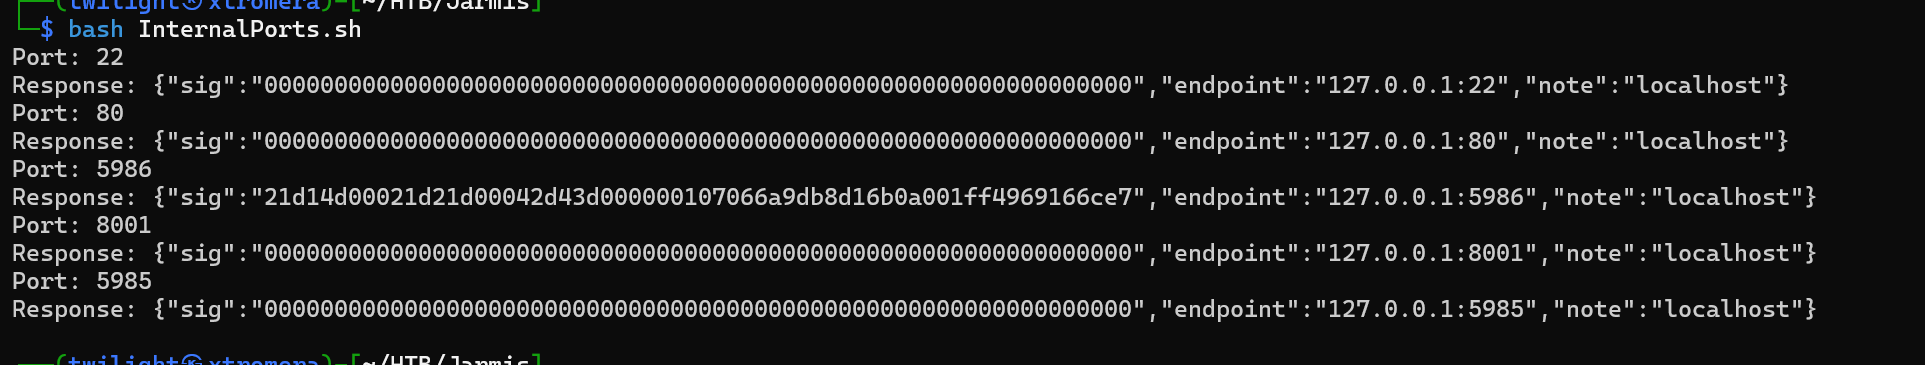 ┌──(twilight㉿xtromera)-[~/HTB/Jarmis]
└─$ bash InternalPorts.sh
Port: 22
Response: {"sig":"00000000000000000000000000000000000000000000000000000000000000","endpoint":"127.0.0.1:22","note":"localhost"}
Port: 80
Response: {"sig":"00000000000000000000000000000000000000000000000000000000000000","endpoint":"127.0.0.1:80","note":"localhost"}
Port: 5986
Response: {"sig":"21d14d00021d21d00042d43d000000107066a9db8d16b0a001ff4969166ce7","endpoint":"127.0.0.1:5986","note":"localhost"}
Port: 8001
Response: {"sig":"00000000000000000000000000000000000000000000000000000000000000","endpoint":"127.0.0.1:8001","note":"localhost"}
Port: 5985
Response: {"sig":"00000000000000000000000000000000000000000000000000000000000000","endpoint":"127.0.0.1:5985","note":"localhost"}
┌──(twilight㉿xtromera)-[~/HTB/Jarmis]